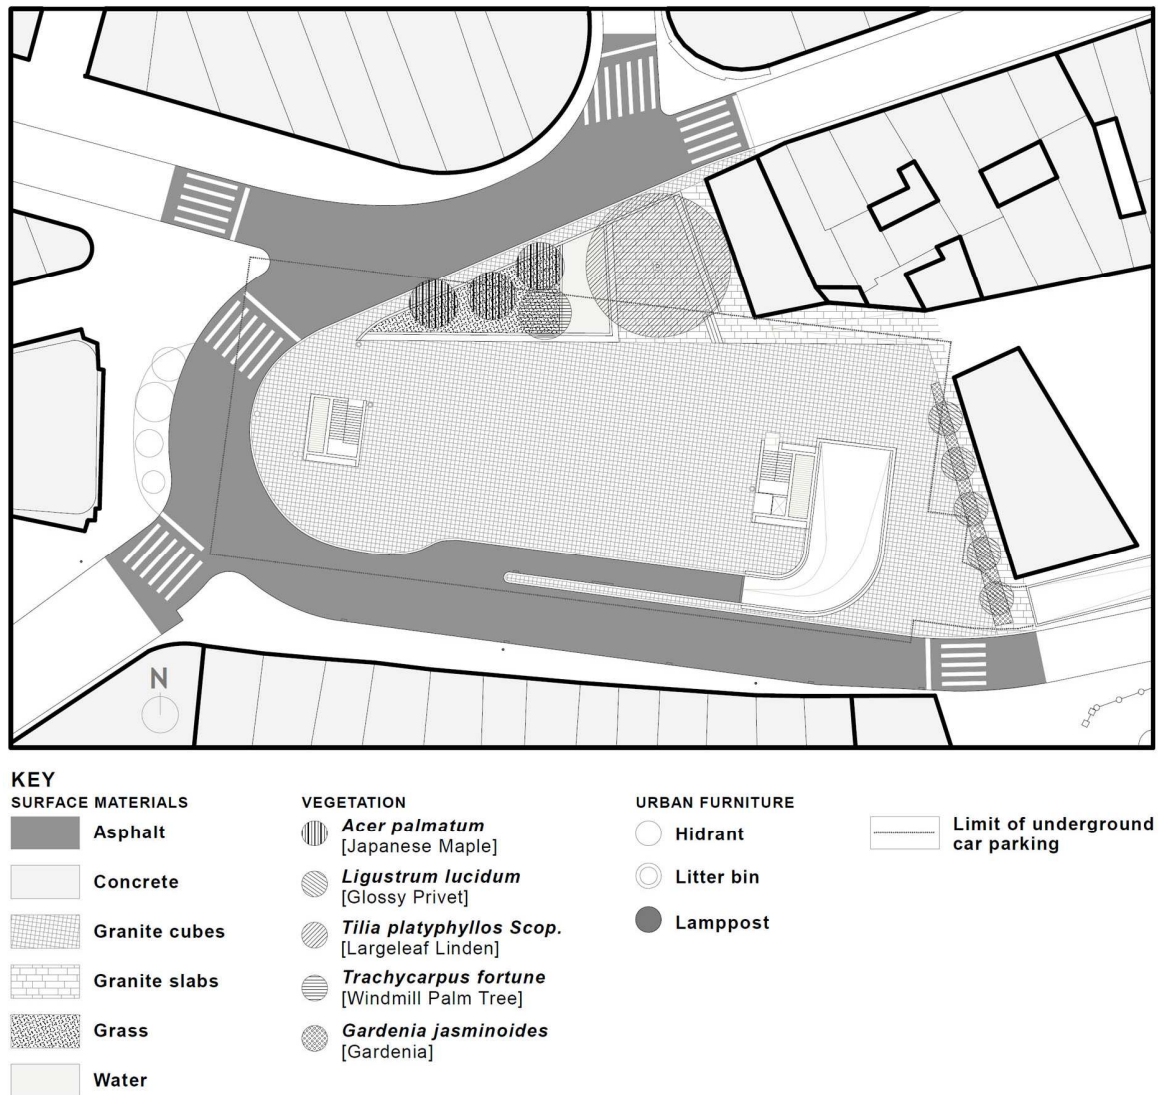 N
KEY
SURFACE MATERIALS
Asphalt
Concrete
Granite cubes
Granite slabs
Grass
Water
VEGETATION
Acer palmatum
[Japanese Maple]
Ligustrum lucidum
[Glossy Privet]
Tilia platyphyllos Scop.
[Largeleaf Linden]
Trachycarpus fortune
[Windmill Palm Tree]
Gardenia jasminoides
[Gardenia]
URBAN FURNITURE
Hidrant
Litter bin
Lamppost
Limit of underground
car parking